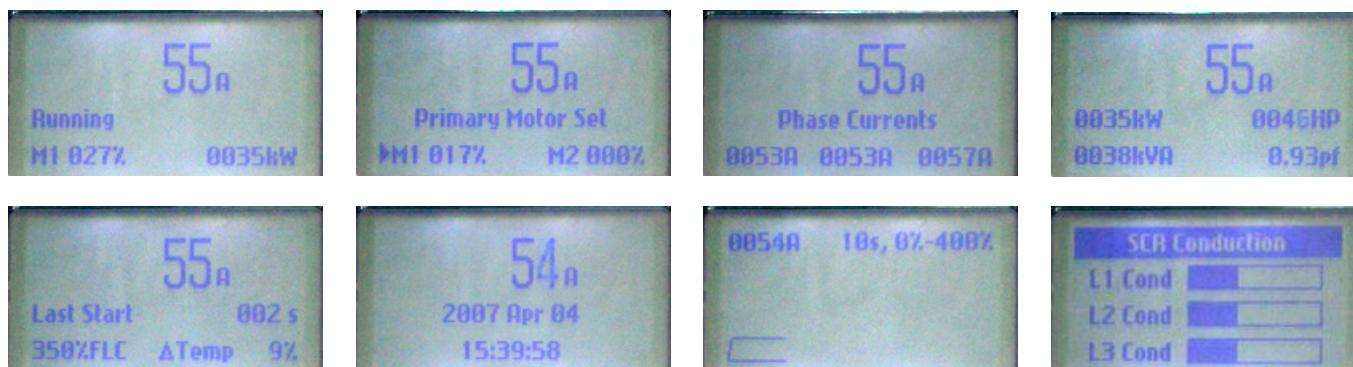 55A
Running
M1 027% 0035kW
55A
Primary Motor Set
▶M1 017% M2 000%
55A
Phase Currents
0053A 0053A 0057A
55A
0035kW 0046HP
0038kVA 0.93pf
55A
Last Start 002 s
350%FLC ΔTemp 9%
54A
2007 Apr 04
15:39:58
0054A 10s, 0%-400%
SCR Conduction
L1 Cond
L2 Cond
L3 Cond